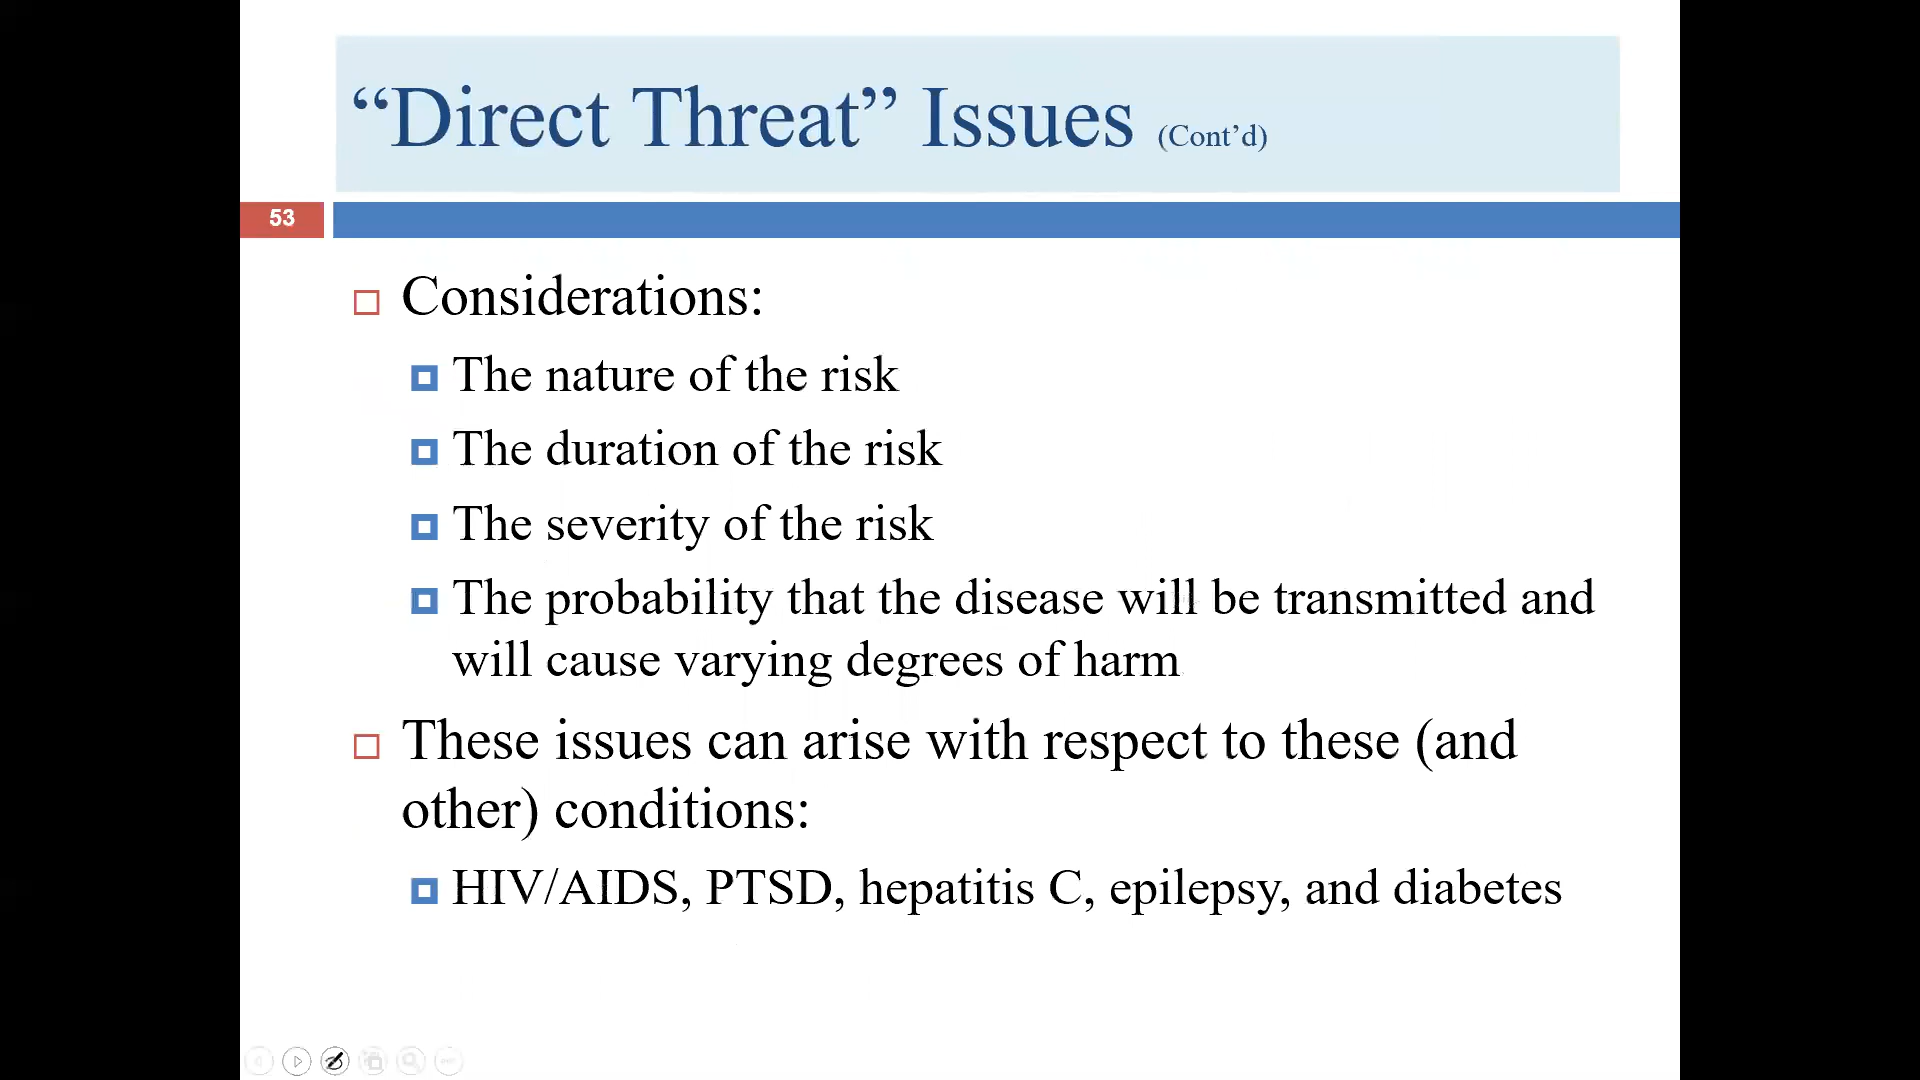 “Direct Threat” Issues (Cont’d)
53
Considerations:
The nature of the risk
The duration of the risk
The severity of the risk
The probability that the disease will be transmitted and
will cause varying degrees of harm
These issues can arise with respect to these (and
other) conditions:
HIV/AIDS, PTSD, hepatitis C, epilepsy, and diabetes